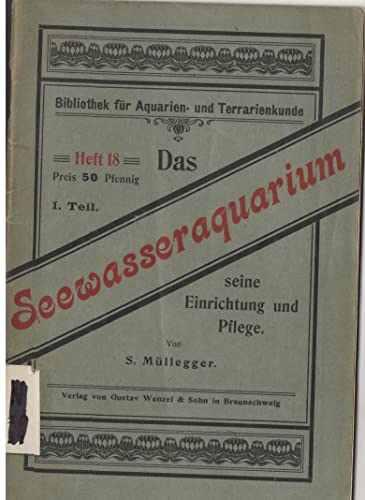 Bibliothek für Aquarien- und Terrarienkunde
Heft 18
Preis 50 Pfennig
I. Teil.
Das
Seewasseraquarium
seine
Einrichtung und
Pflege.
Von
S. Müllegger.
Verlag von Gustav Wenzel & Sohn in Braunschweig